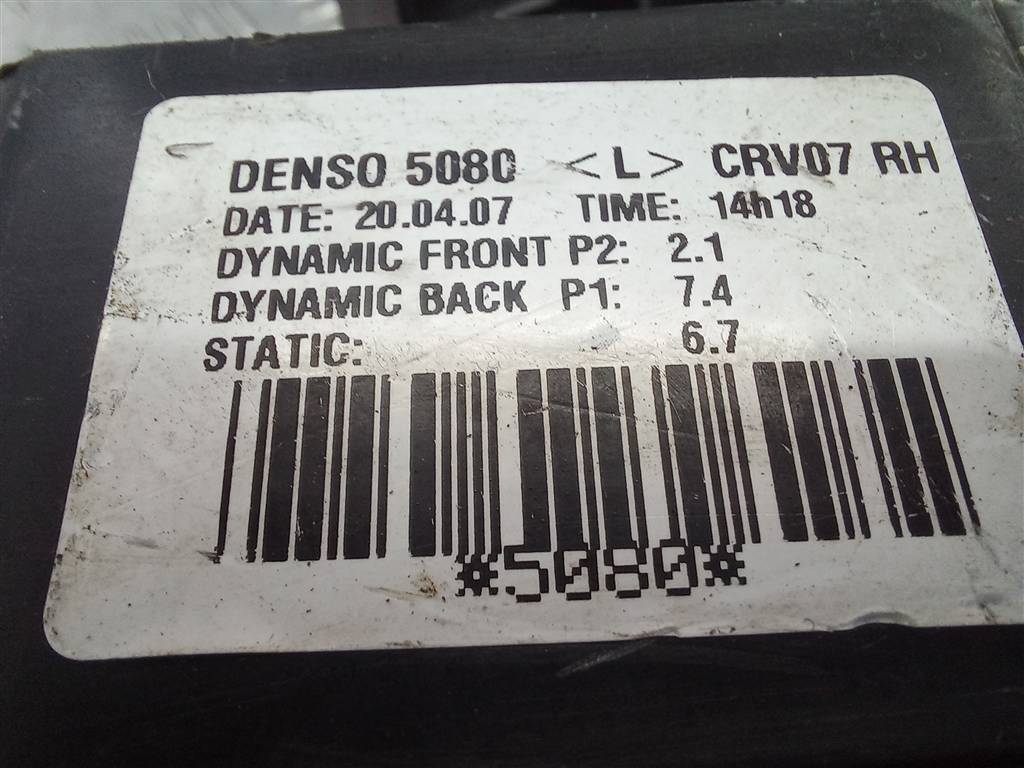 DENSO 5080 <L> CRV07 RH
DATE: 20.04.07 TIME: 14h18
DYNAMIC FRONT P2: 2.1
DYNAMIC BACK P1: 7.4
STATIC: 6.7
*5080*